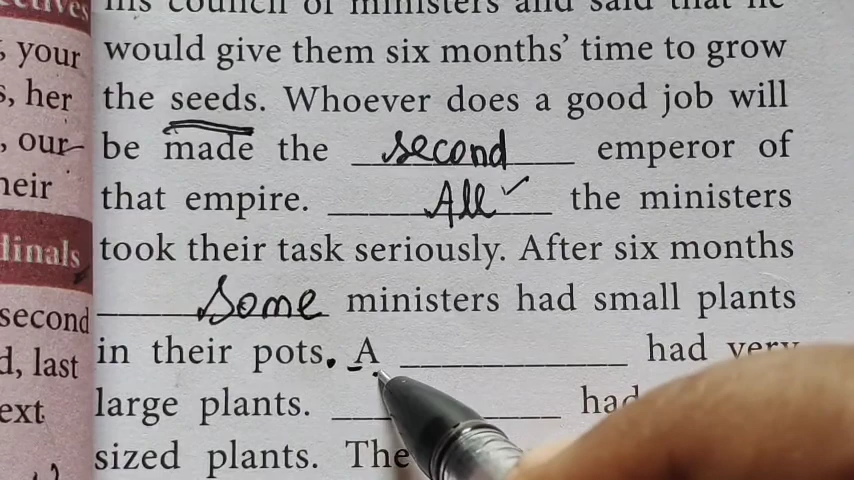 ectives his council of ministers and said that he
, your would give them six months' time to grow
s, her the seeds. Whoever does a good job will
, our be made the second emperor of
heir that empire. All ✓ the ministers
dinals took their task seriously. After six months
Some ministers had small plants
second in their pots. A ____________ had very
d, last large plants. ____________ had
ext sized plants. The